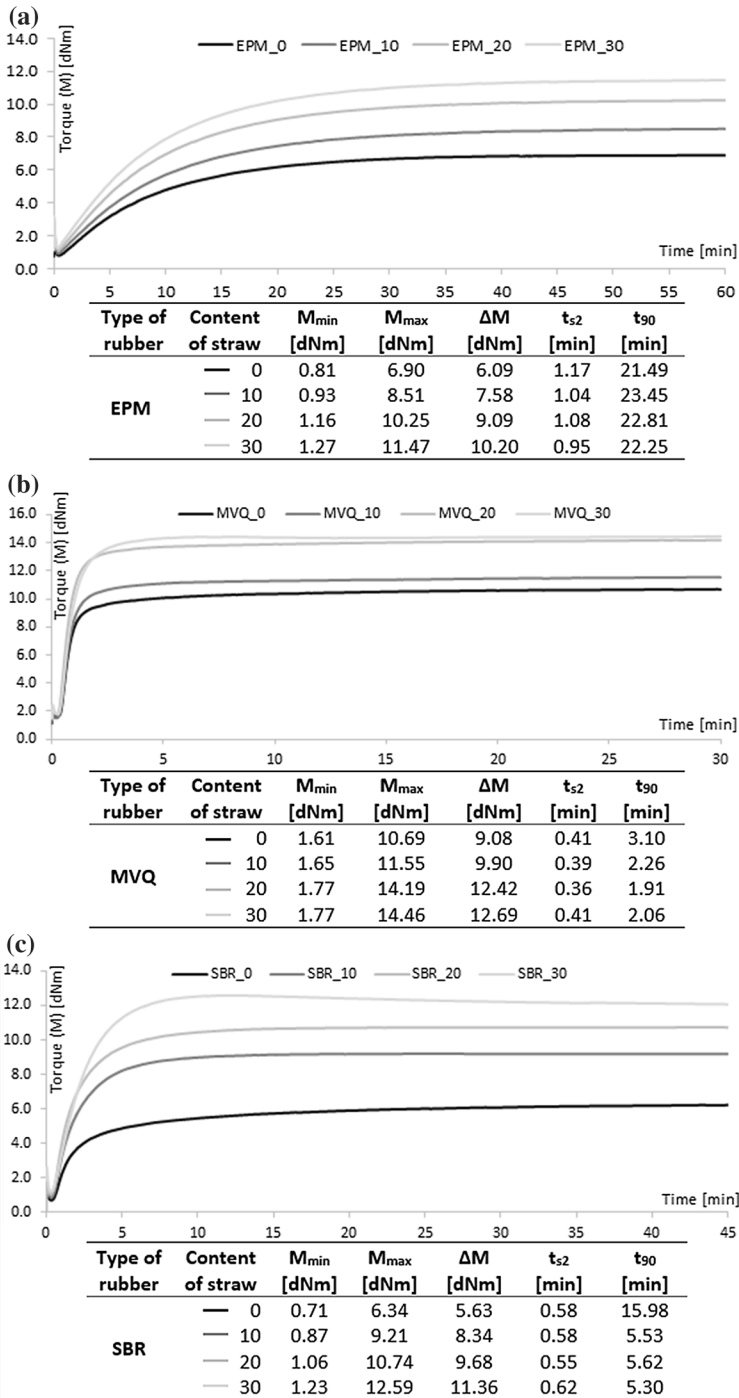 (a)
14.0
EPM_0 EPM_10 EPM_20 EPM_30
12.0
10.0
8.0
6.0
4.0
2.0
0.0
Torque (M) [dNm]
Time [min]
0 5 10 15 20 25 30 35 40 45 50 55 60
Type of rubber Content of straw Mmin [dNm] Mmax [dNm] ΔM [dNm] ts2 [min] t90 [min]
EPM
0 0.81 6.90 6.09 1.17 21.49
10 0.93 8.51 7.58 1.04 23.45
20 1.16 10.25 9.09 1.08 22.81
30 1.27 11.47 10.20 0.95 22.25
(b)
16.0
MVQ_0 MVQ_10 MVQ_20 MVQ_30
14.0
12.0
10.0
8.0
6.0
4.0
2.0
0.0
Torque (M) [dNm]
Time [min]
0 5 10 15 20 25 30
Type of rubber Content of straw Mmin [dNm] Mmax [dNm] ΔM [dNm] ts2 [min] t90 [min]
MVQ
0 1.61 10.69 9.08 0.41 3.10
10 1.65 11.55 9.90 0.39 2.26
20 1.77 14.19 12.42 0.36 1.91
30 1.77 14.46 12.69 0.41 2.06
(c)
14.0
SBR_0 SBR_10 SBR_20 SBR_30
12.0
10.0
8.0
6.0
4.0
2.0
0.0
Torque (M) [dNm]
Time [min]
0 5 10 15 20 25 30 35 40 45
Type of rubber Content of straw Mmin [dNm] Mmax [dNm] ΔM [dNm] ts2 [min] t90 [min]
SBR
0 0.71 6.34 5.63 0.58 15.98
10 0.87 9.21 8.34 0.58 5.53
20 1.06 10.74 9.68 0.55 5.62
30 1.23 12.59 11.36 0.62 5.30